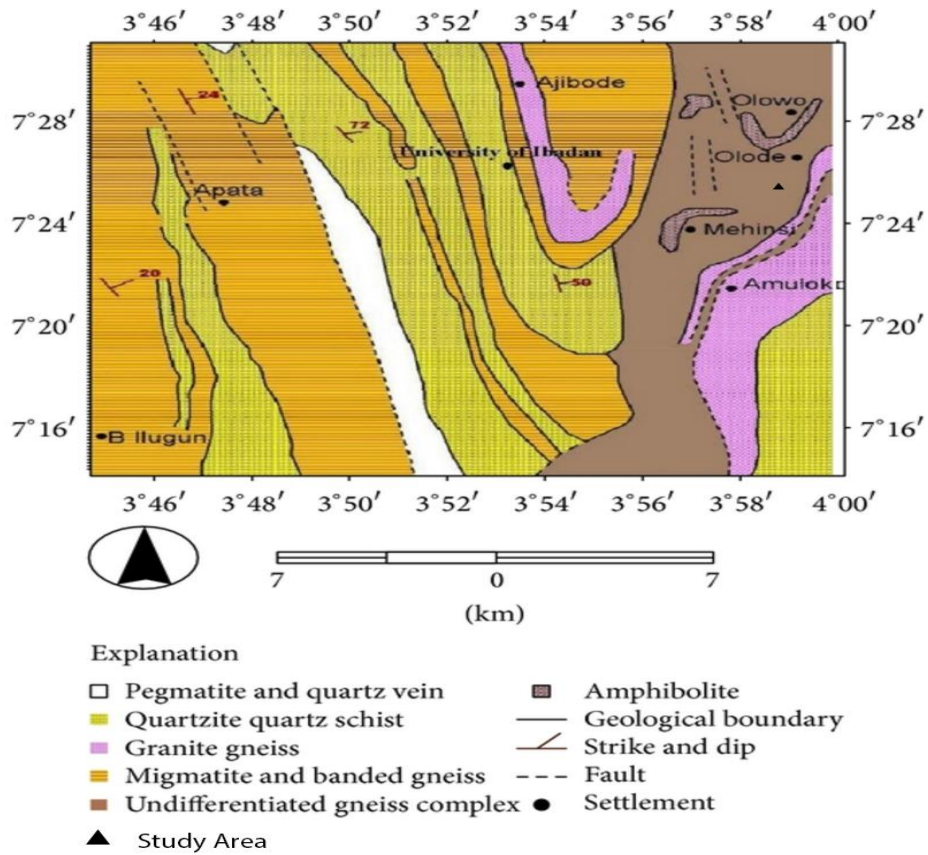 3°46′ 3°48′ 3°50′ 3°52′ 3°54′ 3°56′ 3°58′ 4°00′
24
Ajibode
Olowo
7°28′ 7°28′
72
University of Ibadan
Olode
Apata
7°24′ 7°24′
Mehinsi
20
50
Amulok
7°20′ 7°20′
7°16′ 7°16′
B Ilugun
3°46′ 3°48′ 3°50′ 3°52′ 3°54′ 3°56′ 3°58′ 4°00′
7 0 7
(km)
Explanation
Pegmatite and quartz vein
Quartzite quartz schist
Granite gneiss
Migmatite and banded gneiss
Undifferentiated gneiss complex
Study Area
Amphibolite
Geological boundary
Strike and dip
Fault
Settlement